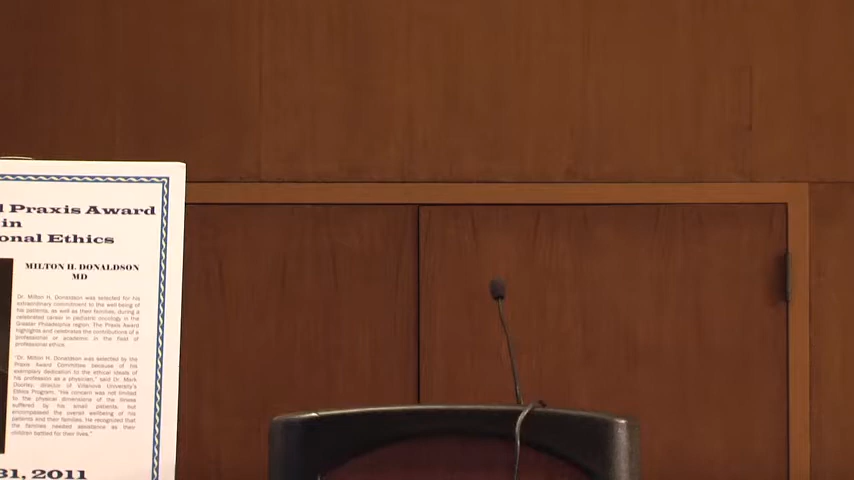 l Praxis Award
in
onal Ethics
MILTON H. DONALDSON
MD
Dr. Milton H. Donaldson was selected for his
extraordinary commitment to the well-being of
his patients, as well as their families, during a
celebrated career in pediatric oncology in the
Greater Philadelphia region. The Praxis Award
highlights and celebrates the contributions of a
professional or academic in the field of
professional ethics.
"Dr. Milton H. Donaldson was selected by the
Praxis Award Committee because of his
exemplary dedication to the ethical ideals of
his profession as a physician," said Dr. Mark
Doorley, director of Villanova University's
Ethics Program. "His concern was not limited
to the physical dimensions of the illness
suffered by his small patients, but
encompassed the overall wellbeing of his
patients and their families. He recognized that
the families needed assistance as their
children battled for their lives."
31, 2011